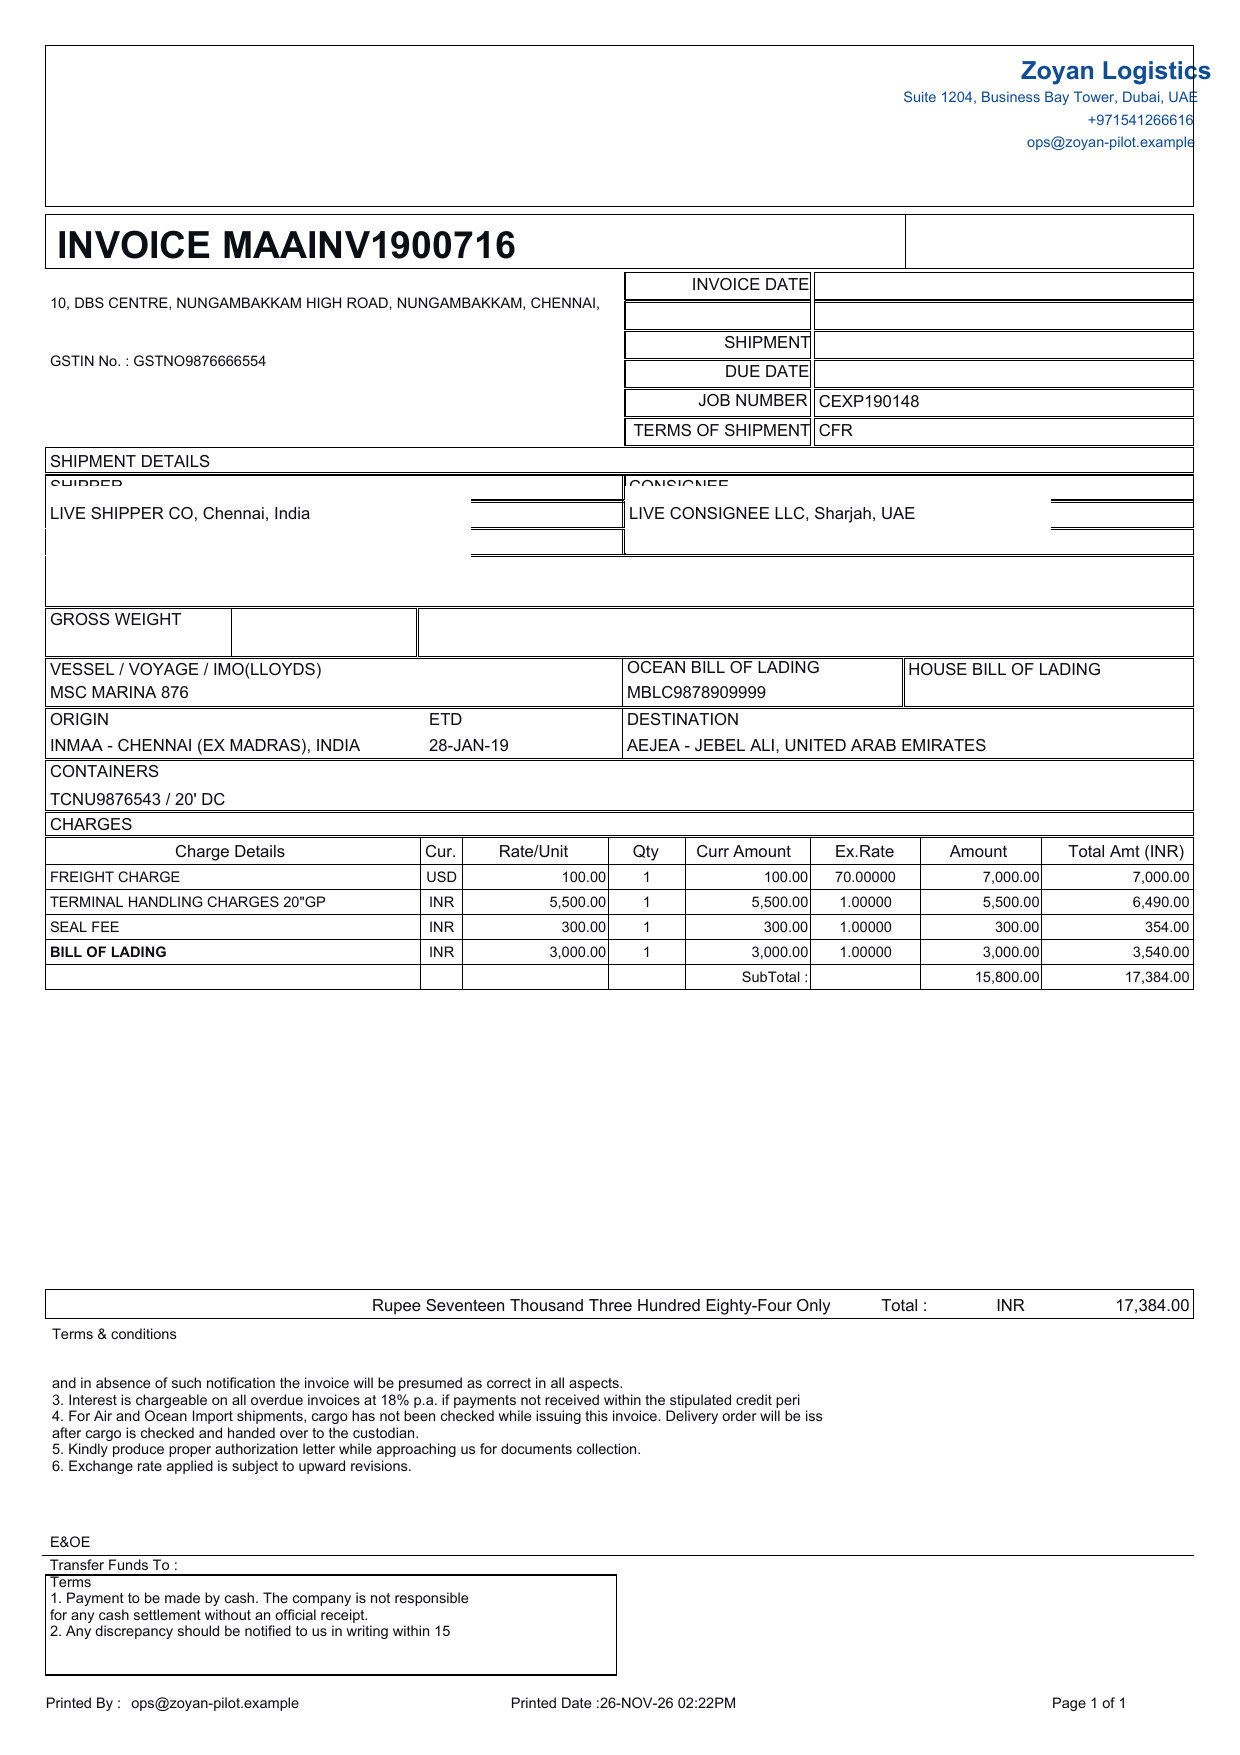 Zoyan Logistics
Suite 1204, Business Bay Tower, Dubai, UAE
+971541266616
ops@zoyan-pilot.example
INVOICE MAAINV1900716
INVOICE DATE
10, DBS CENTRE, NUNGAMBAKKAM HIGH ROAD, NUNGAMBAKKAM, CHENNAI,
SHIPMENT
GSTIN No. : GSTNO9876666554
DUE DATE
JOB NUMBER CEXP190148
TERMS OF SHIPMENT CFR
SHIPMENT DETAILS
SHIPPER CONSIGNEE
LIVE SHIPPER CO, Chennai, India LIVE CONSIGNEE LLC, Sharjah, UAE
GROSS WEIGHT
VESSEL / VOYAGE / IMO(LLOYDS) OCEAN BILL OF LADING HOUSE BILL OF LADING
MSC MARINA 876 MBLC9878909999
ORIGIN ETD DESTINATION
INMAA - CHENNAI (EX MADRAS), INDIA 28-JAN-19 AEJEA - JEBEL ALI, UNITED ARAB EMIRATES
CONTAINERS
TCNU9876543 / 20' DC
CHARGES
Charge Details Cur. Rate/Unit Qty Curr Amount Ex.Rate Amount Total Amt (INR)
FREIGHT CHARGE USD 100.00 1 100.00 70.00000 7,000.00 7,000.00
TERMINAL HANDLING CHARGES 20"GP INR 5,500.00 1 5,500.00 1.00000 5,500.00 6,490.00
SEAL FEE INR 300.00 1 300.00 1.00000 300.00 354.00
BILL OF LADING INR 3,000.00 1 3,000.00 1.00000 3,000.00 3,540.00
SubTotal : 15,800.00 17,384.00
Rupee Seventeen Thousand Three Hundred Eighty-Four Only Total : INR 17,384.00
Terms & conditions
and in absence of such notification the invoice will be presumed as correct in all aspects.
3. Interest is chargeable on all overdue invoices at 18% p.a. if payments not received within the stipulated credit peri
4. For Air and Ocean Import shipments, cargo has not been checked while issuing this invoice. Delivery order will be iss
after cargo is checked and handed over to the custodian.
5. Kindly produce proper authorization letter while approaching us for documents collection.
6. Exchange rate applied is subject to upward revisions.
E&OE
Transfer Funds To :
Terms
1. Payment to be made by cash. The company is not responsible
for any cash settlement without an official receipt.
2. Any discrepancy should be notified to us in writing within 15
Printed By : ops@zoyan-pilot.example Printed Date :26-NOV-26 02:22PM Page 1 of 1